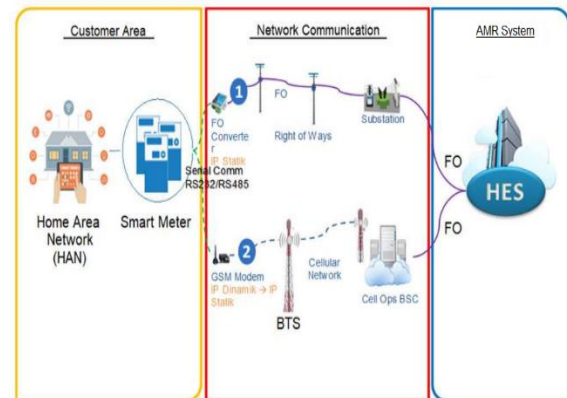 Customer Area
Network Communication
AMR System
1
FO
FO
Converte
r
IP Statik
Right of Ways
Substation
Serial Comm
RS232/RS485
Home Area
Network
(HAN)
Smart Meter
FO
HES
FO
2
GSM Modem
IP Dinamik → IP
Statik
BTS
Cellular
Network
Cell Ops BSC